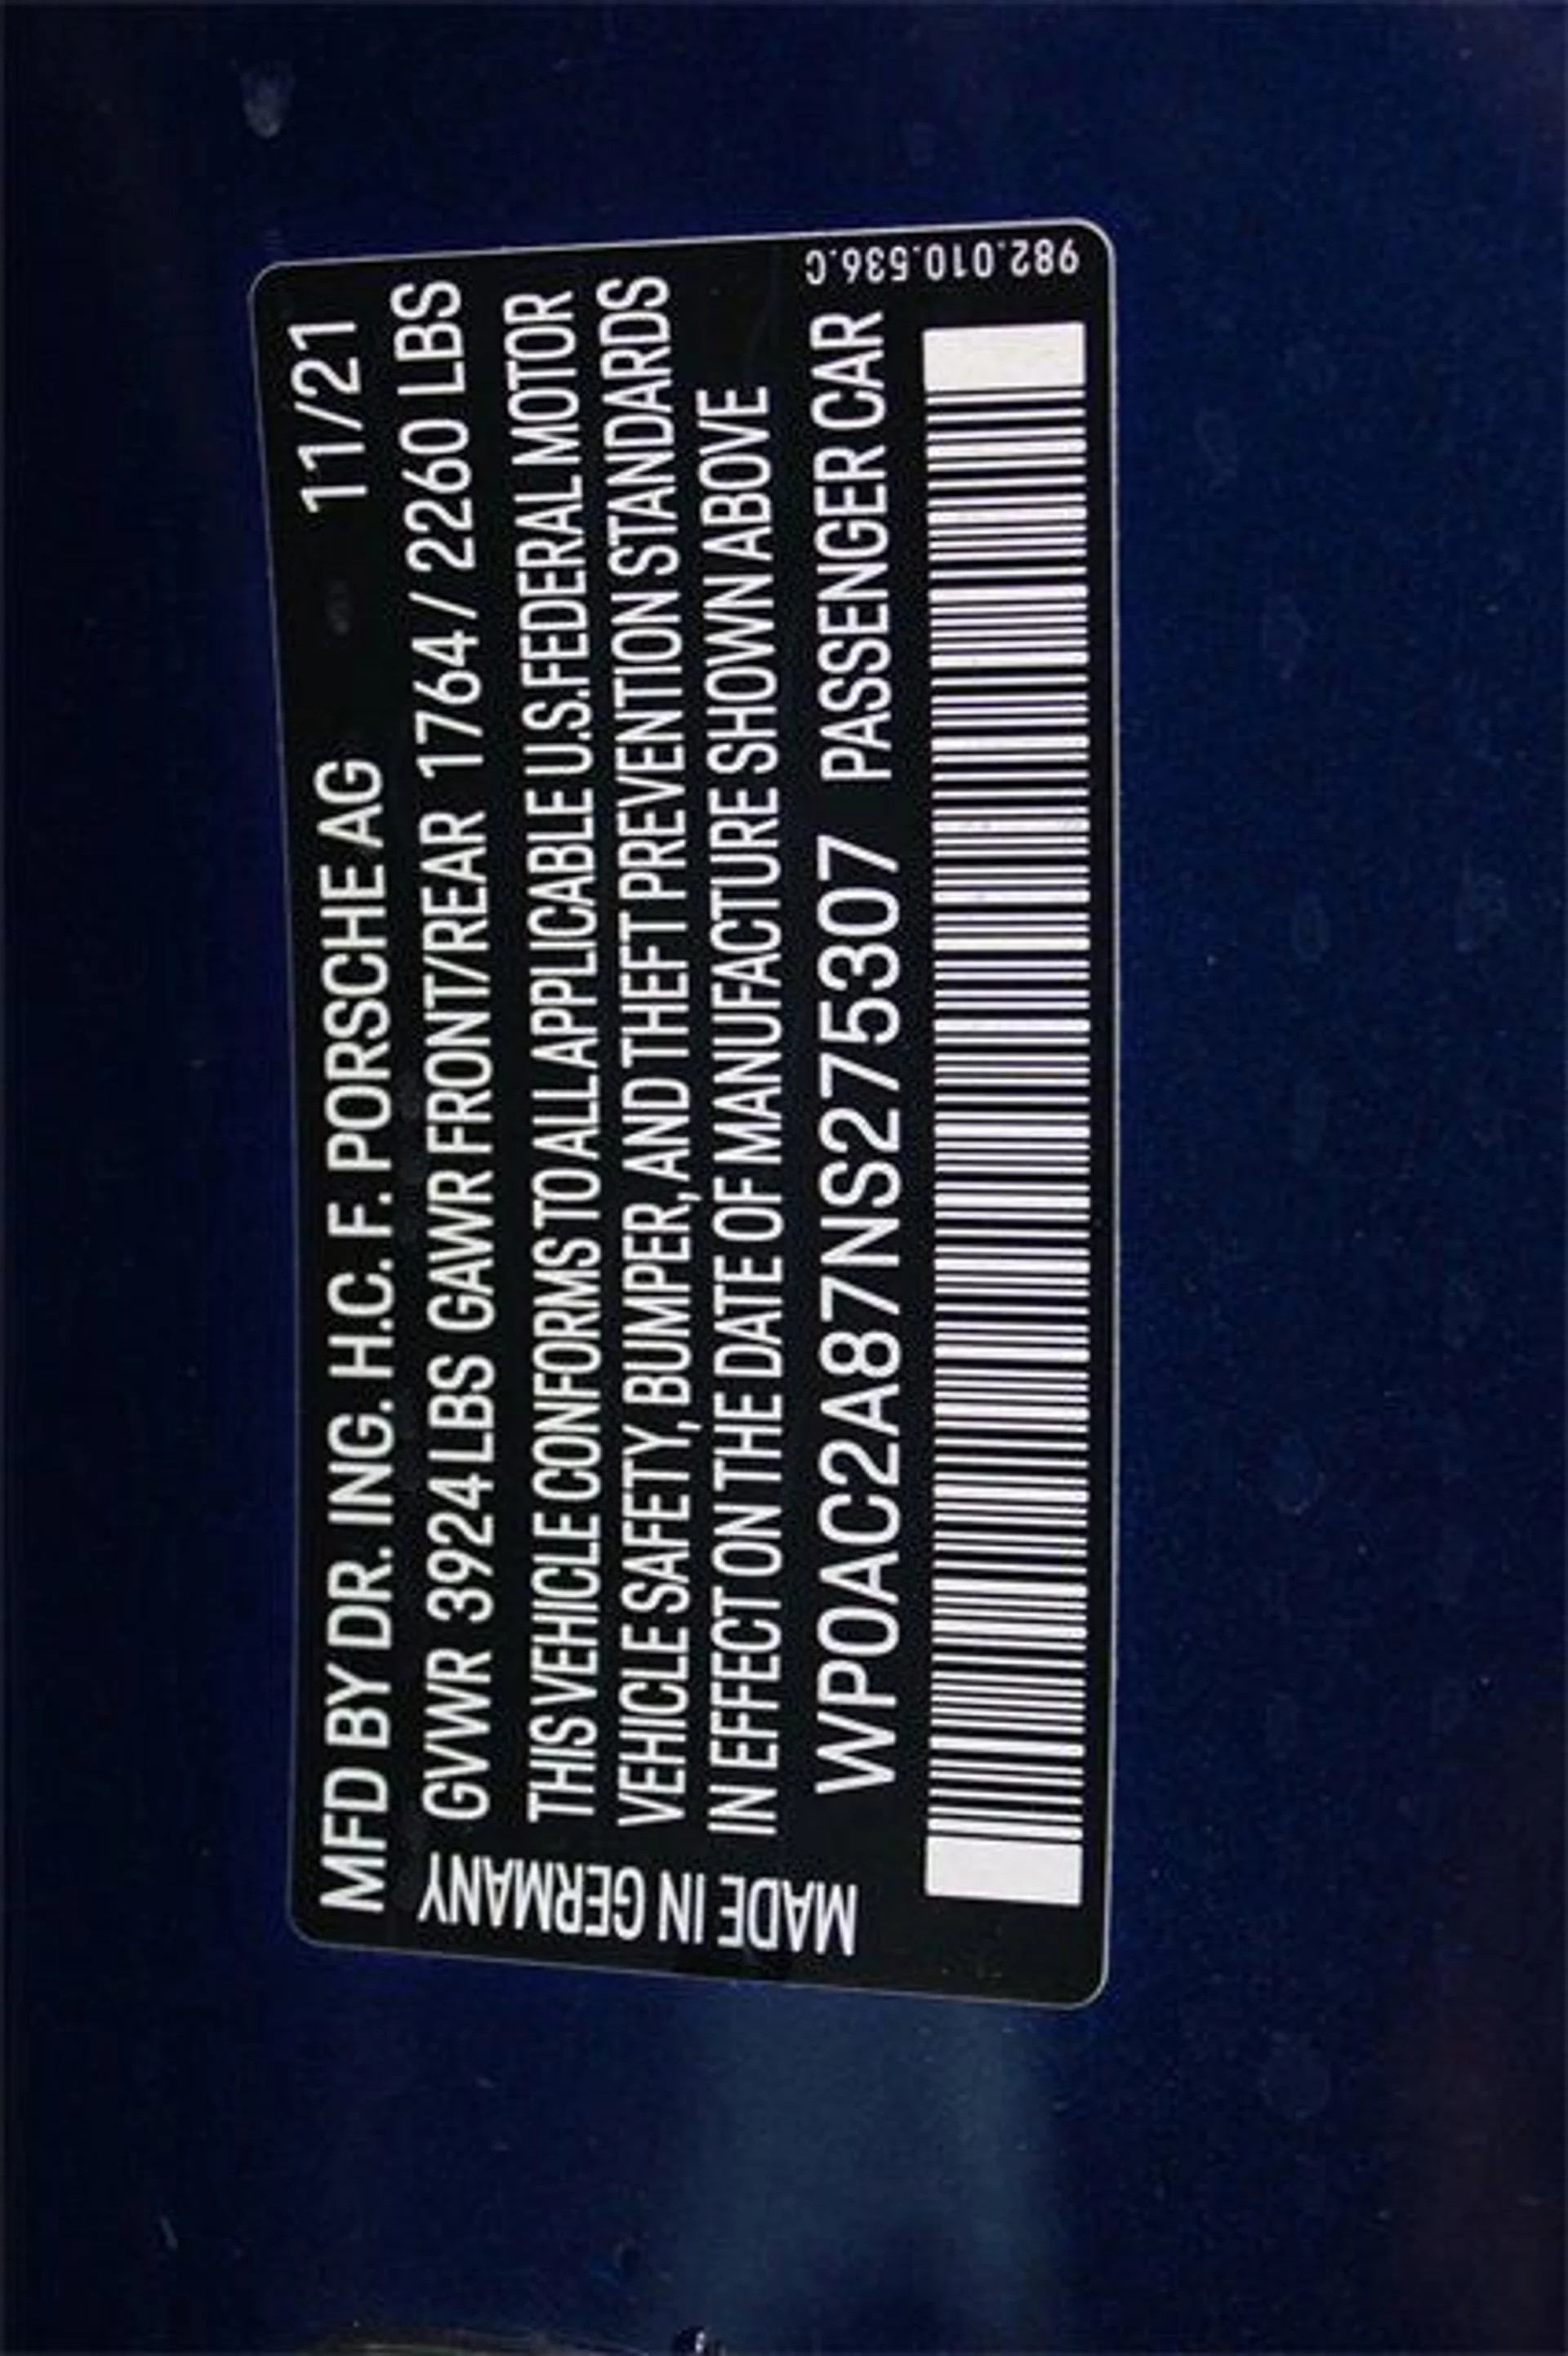 MFD BY DR. ING. H.C. F. PORSCHE AG 11/21
GVWR 3924 LBS GAWR FRONT/REAR 1764 / 2260 LBS
THIS VEHICLE CONFORMS TO ALL APPLICABLE U.S.FEDERAL MOTOR
VEHICLE SAFETY, BUMPER, AND THEFT PREVENTION STANDARDS
IN EFFECT ON THE DATE OF MANUFACTURE SHOWN ABOVE
WP0AC2A87NS275307 PASSENGER CAR
MADE IN GERMANY
982.010.536.C